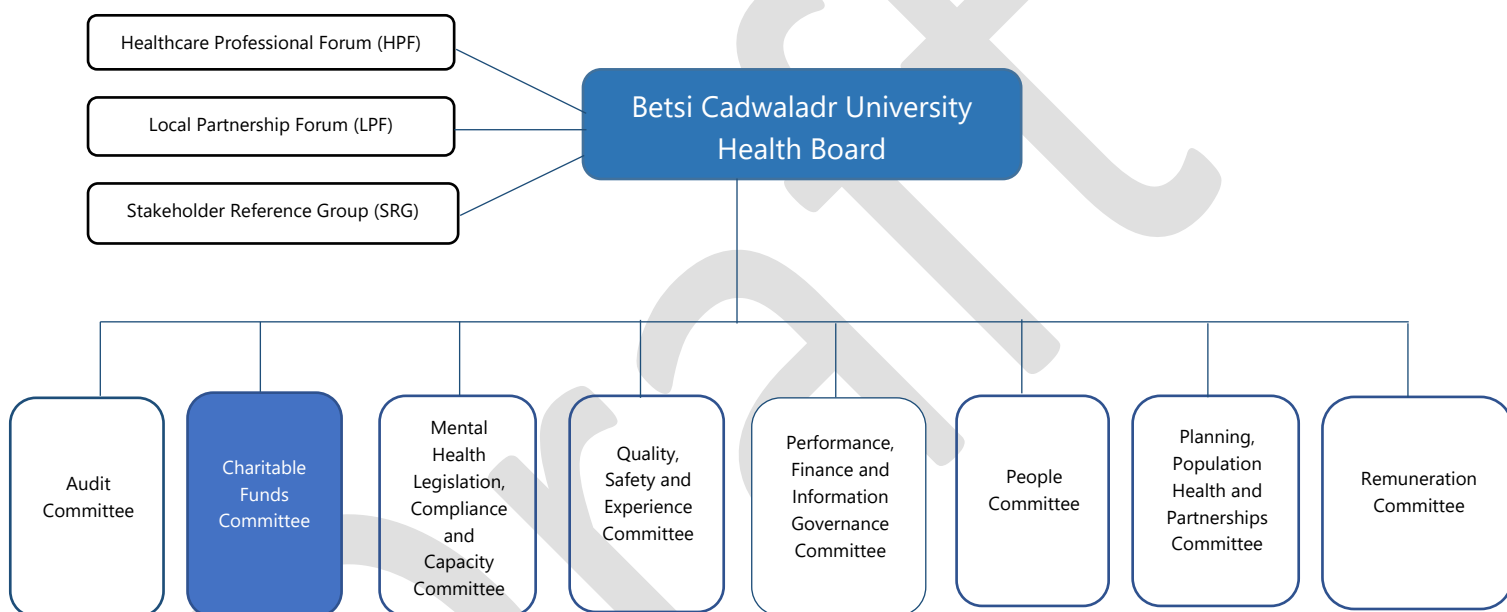 Healthcare Professional Forum (HPF)
Local Partnership Forum (LPF)
Stakeholder Reference Group (SRG)
Betsi Cadwaladr University
Health Board
Audit
Committee
Charitable
Funds
Committee
Mental
Health
Legislation,
Compliance
and
Capacity
Committee
Quality,
Safety and
Experience
Committee
Performance,
Finance and
Information
Governance
Committee
People
Committee
Planning,
Population
Health and
Partnerships
Committee
Remuneration
Committee
Draft